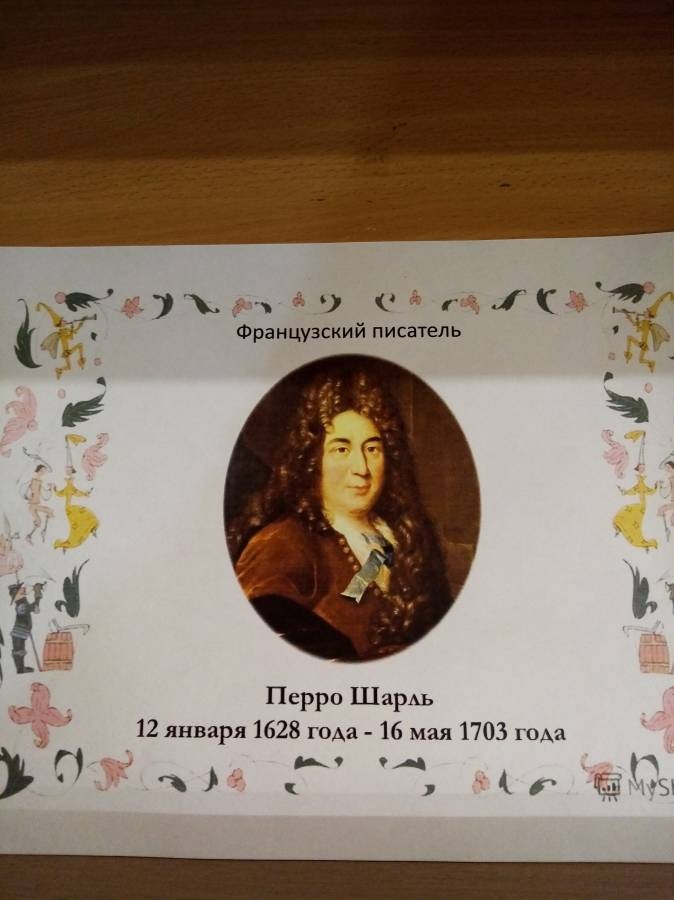 Французский писатель
Перро Шарль
12 января 1628 года - 16 мая 1703 года